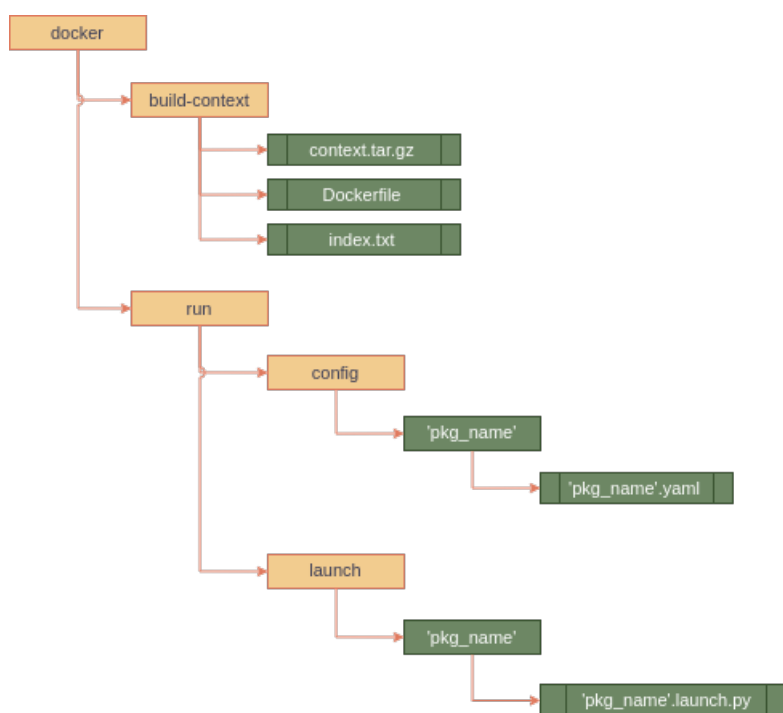 docker
build-context
context.tar.gz
Dockerfile
index.txt
run
config
'pkg_name'
'pkg_name'.yaml
launch
'pkg_name'
'pkg_name'.launch.py